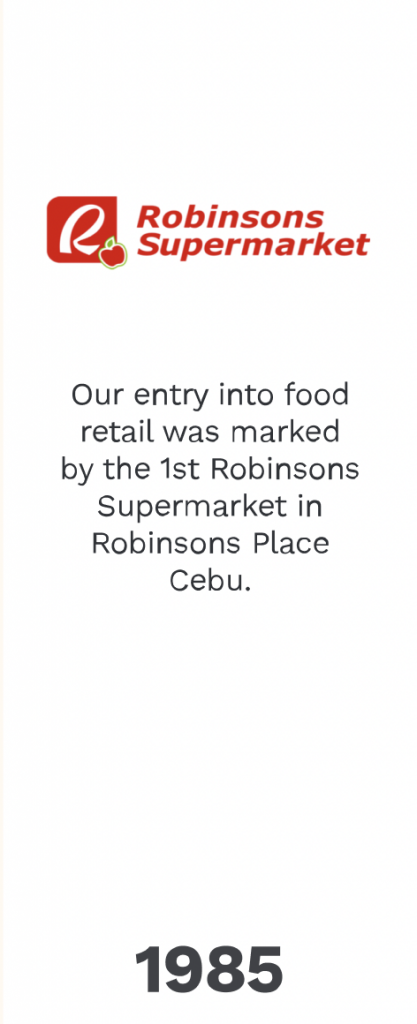 R
Robinsons
Supermarket
Our entry into food
retail was marked
by the 1st Robinsons
Supermarket in
Robinsons Place
Cebu.
1985